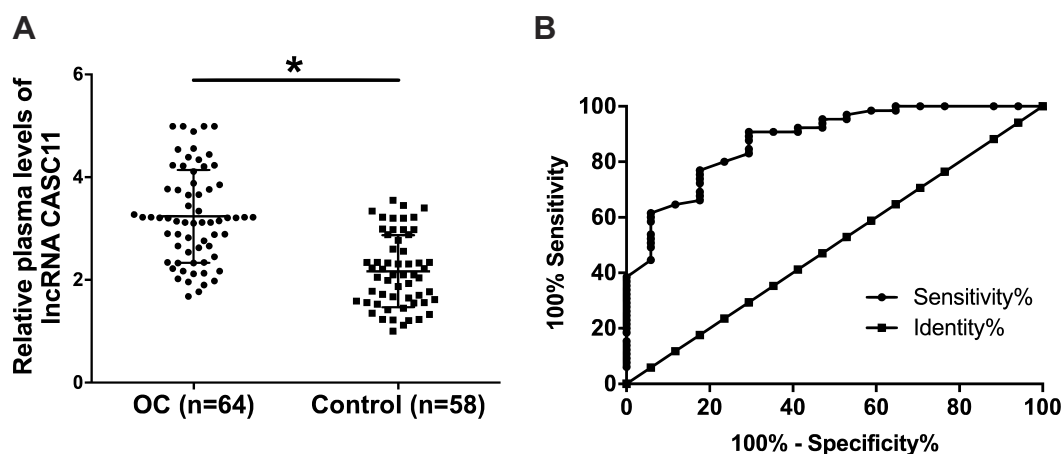 A
Relative plasma levels of
lncRNA CASC11
6
4
2
0
*
OC (n=64)
Control (n=58)
B
100% Sensitivity
100
80
60
40
20
0
Sensitivity%
Identity%
0 20 40 60 80 100
100% - Specificity%